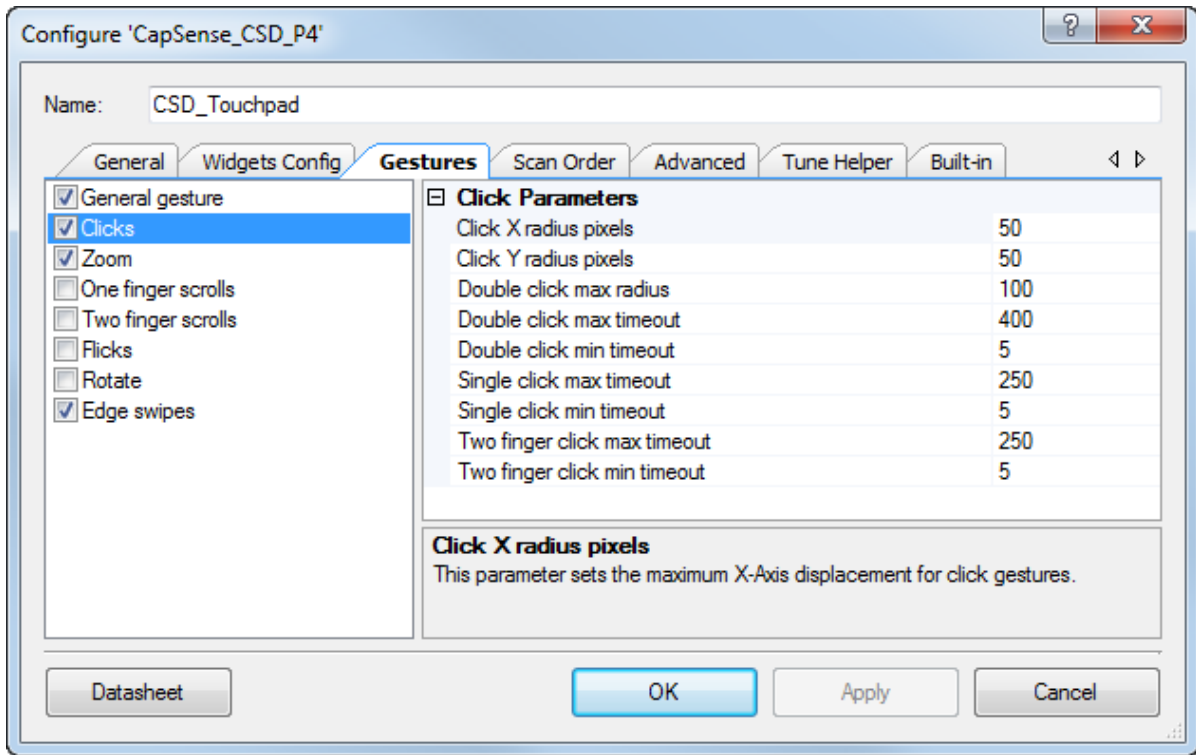 Configure 'CapSense_CSD_P4'
Name: CSD_Touchpad
General Widgets Config Gestures Scan Order Advanced Tune Helper Built-in
General gesture
Clicks
Zoom
One finger scrolls
Two finger scrolls
Flicks
Rotate
Edge swipes
Click Parameters
Click X radius pixels 50
Click Y radius pixels 50
Double click max radius 100
Double click max timeout 400
Double click min timeout 5
Single click max timeout 250
Single click min timeout 5
Two finger click max timeout 250
Two finger click min timeout 5
Click X radius pixels
This parameter sets the maximum X-Axis displacement for click gestures.
Datasheet OK Apply Cancel